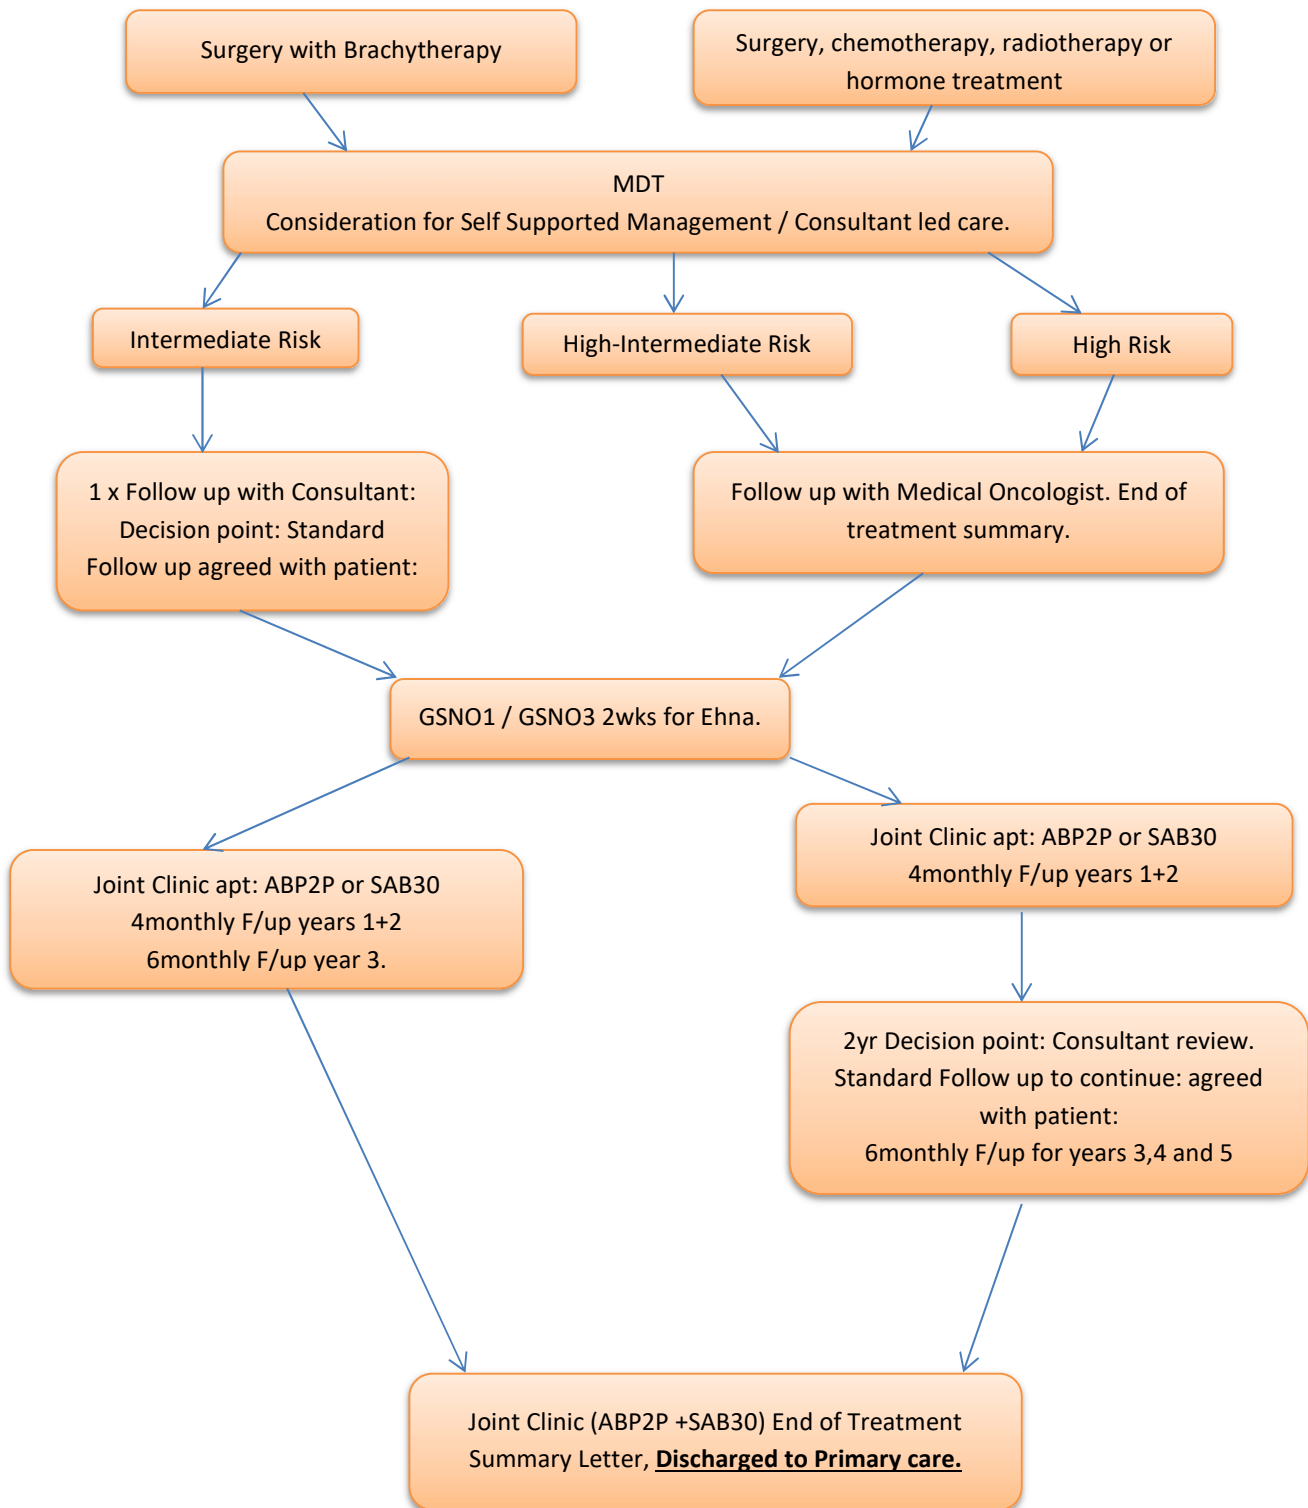 Surgery with Brachytherapy
Surgery, chemotherapy, radiotherapy or
hormone treatment
MDT
Consideration for Self Supported Management / Consultant led care.
Intermediate Risk
High-Intermediate Risk
High Risk
1 x Follow up with Consultant:
Decision point: Standard
Follow up agreed with patient:
Follow up with Medical Oncologist. End of
treatment summary.
GSNO1 / GSNO3 2wks for Ehna.
Joint Clinic apt: ABP2P or SAB30
4monthly F/up years 1+2
6monthly F/up year 3.
Joint Clinic apt: ABP2P or SAB30
4monthly F/up years 1+2
2yr Decision point: Consultant review.
Standard Follow up to continue: agreed
with patient:
6monthly F/up for years 3,4 and 5
Joint Clinic (ABP2P +SAB30) End of Treatment
Summary Letter, Discharged to Primary care.